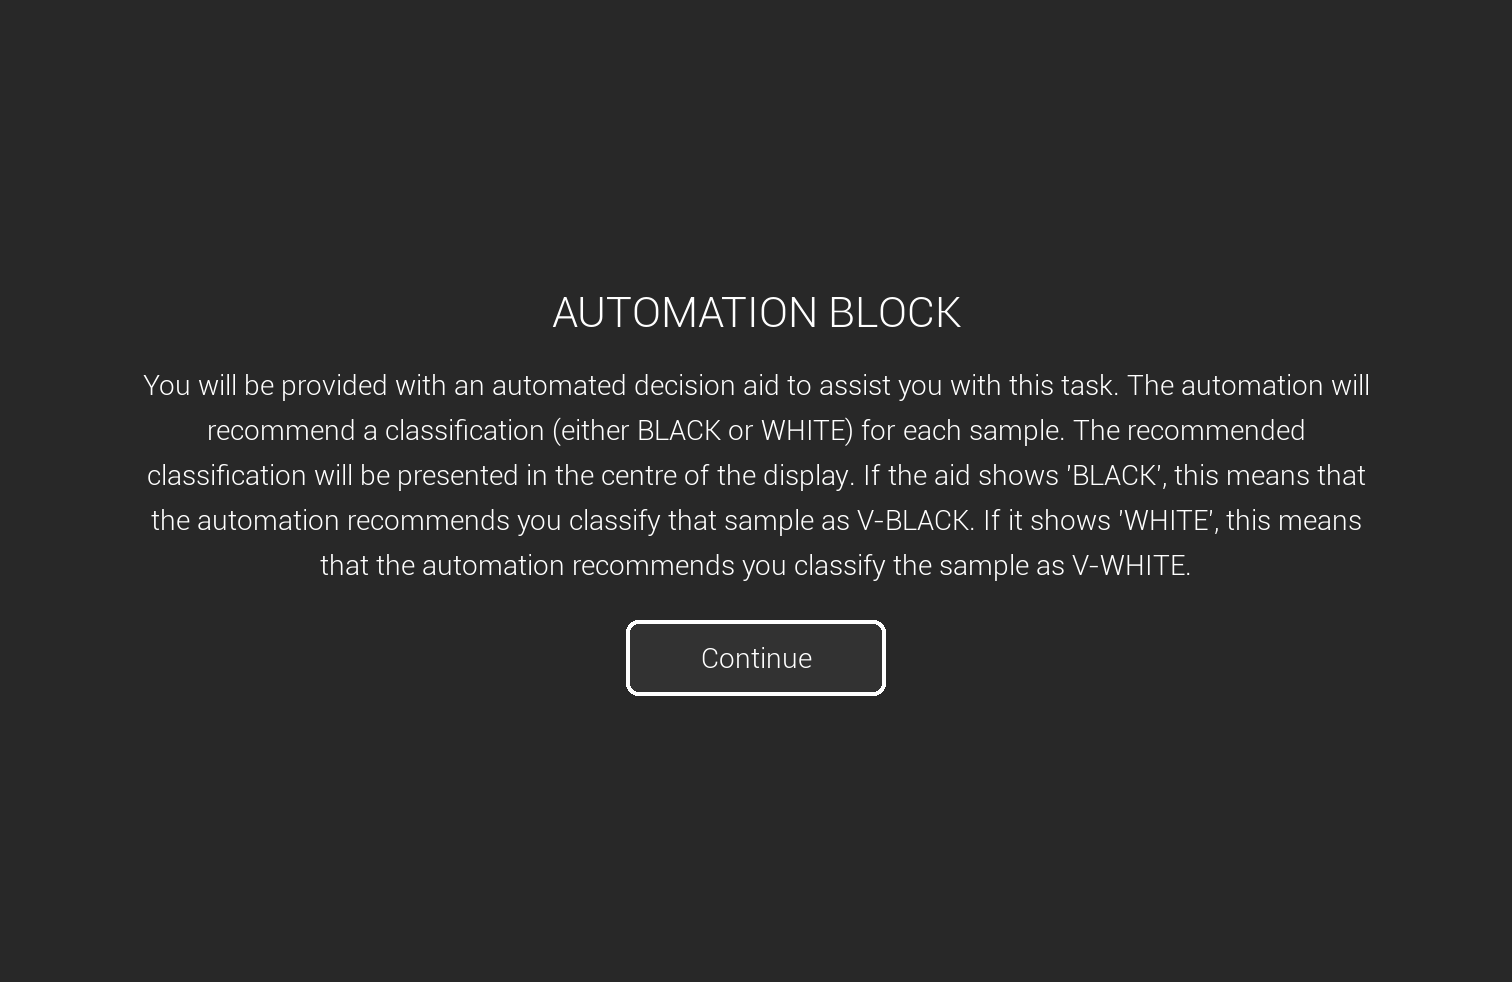 AUTOMATION BLOCK
You will be provided with an automated decision aid to assist you with this task. The automation will
recommend a classification (either BLACK or WHITE) for each sample. The recommended
classification will be presented in the centre of the display. If the aid shows 'BLACK', this means that
the automation recommends you classify that sample as V-BLACK. If it shows 'WHITE', this means
that the automation recommends you classify the sample as V-WHITE.
Continue